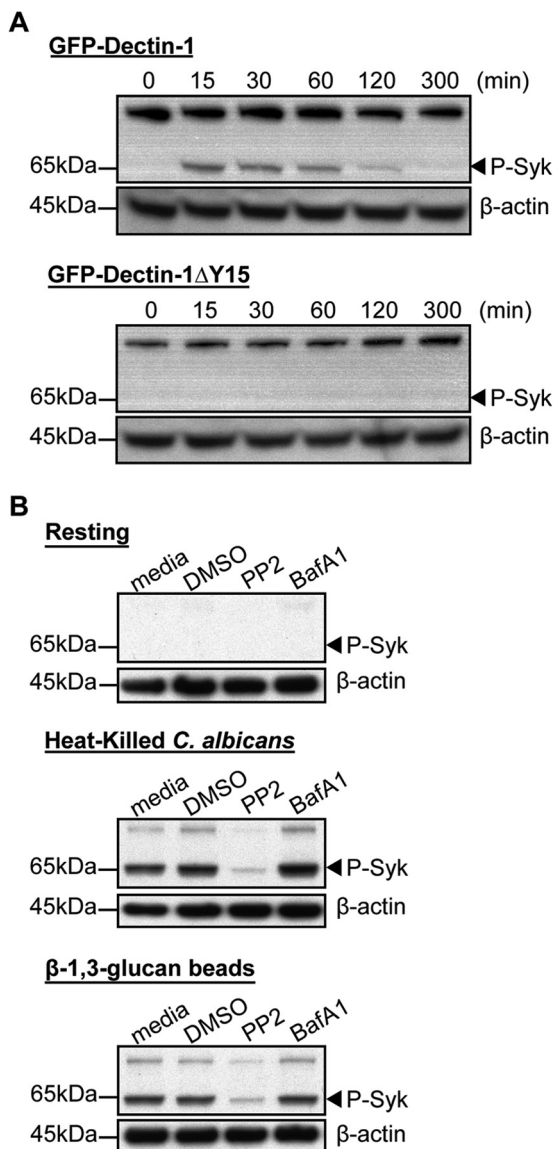 A
GFP-Dectin-1
0 15 30 60 120 300 (min)
65kDa P-Syk
45kDa β-actin
GFP-Dectin-1ΔY15
0 15 30 60 120 300 (min)
65kDa P-Syk
45kDa β-actin
B
Resting
media DMSO PP2 BafA1
65kDa P-Syk
45kDa β-actin
Heat-Killed C. albicans
media DMSO PP2 BafA1
65kDa P-Syk
45kDa β-actin
β-1,3-glucan beads
media DMSO PP2 BafA1
65kDa P-Syk
45kDa β-actin